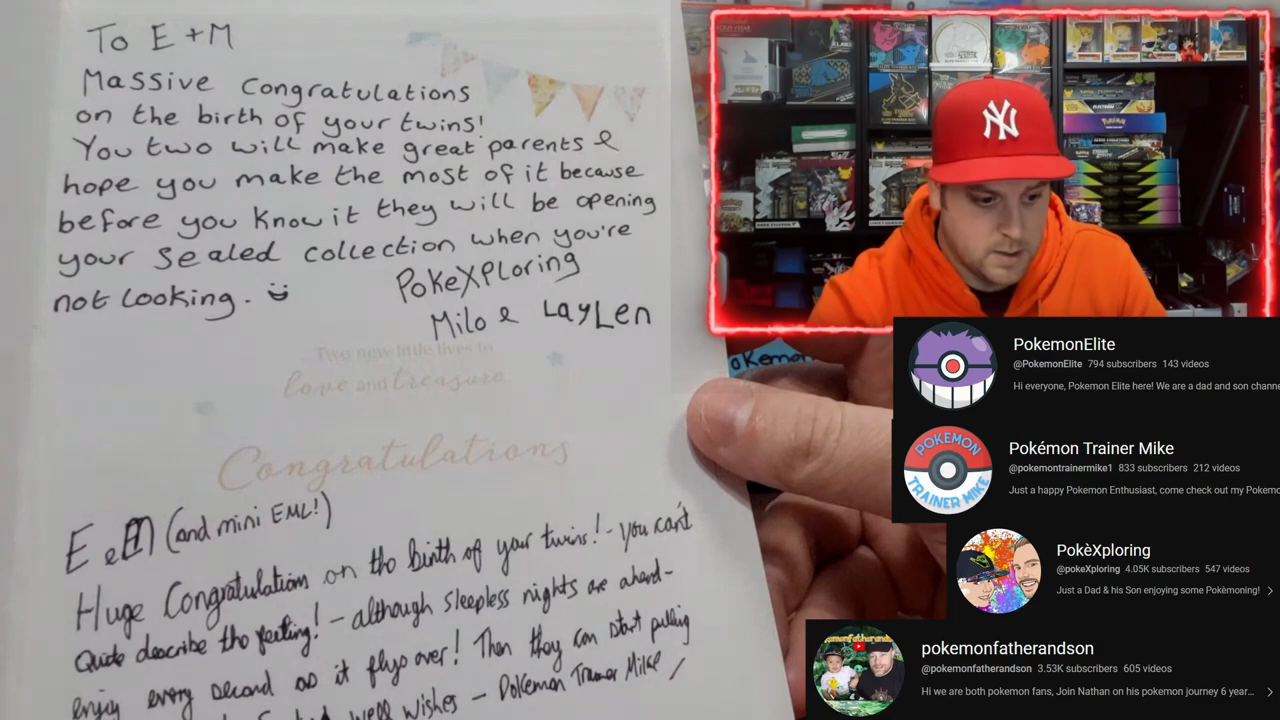 To E + M
Massive Congratulations
on the birth of your twins!
You two will make great parents &
hope you make the most of it because
before you know it they will be opening
your sealed collection when you're
not looking.
PokeXPloring
Milo & LayLen
Two new little lives to
love and treasure
Congratulations
E & M (and mini EML!)
Huge Congratulations on the birth of your twins! - you can't
Quite describe the feeling! - although sleepless nights are ahead -
enjoy every second as it flys over! Then they can start pulling
well wishes - Pokemon Trainer Mike /
okemon
NY
PokemonElite
@PokemonElite 794 subscribers 143 videos
Hi everyone, Pokemon Elite here! We are a dad and son chann
POKEMON
TRAINER MIKE
Pokémon Trainer Mike
@pokemontrainermike1 833 subscribers 212 videos
Just a happy Pokemon Enthusiast, come check out my Pokemo
PokèXploring
@pokeXploring 4.05K subscribers 547 videos
Just a Dad & his Son enjoying some Pokèmoning!
pokemonfatherandson
pokemonfatherandson
@pokemonfatherandson 3.53K subscribers 605 videos
Hi we are both pokemon fans, Join Nathan on his pokemon journey 6 year...